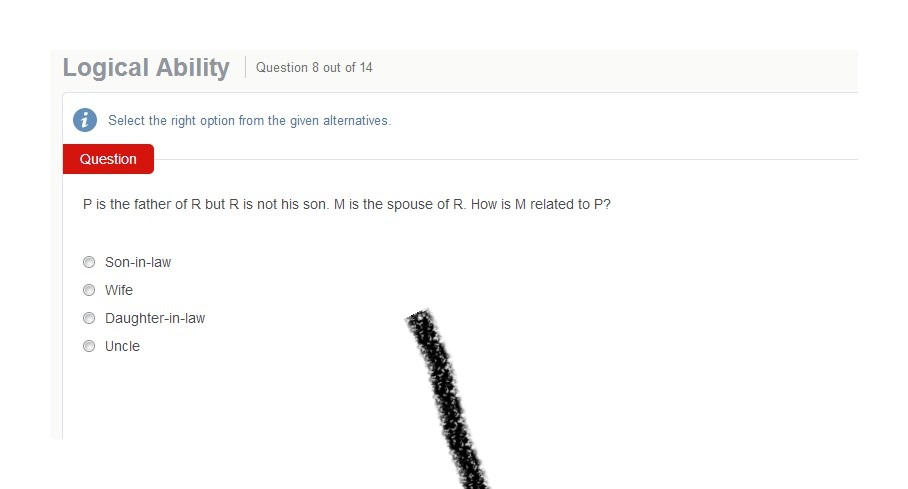 Logical Ability Question 8 out of 14
i Select the right option from the given alternatives.
Question
P is the father of R but R is not his son. M is the spouse of R. How is M related to P?
Son-in-law
Wife
Daughter-in-law
Uncle